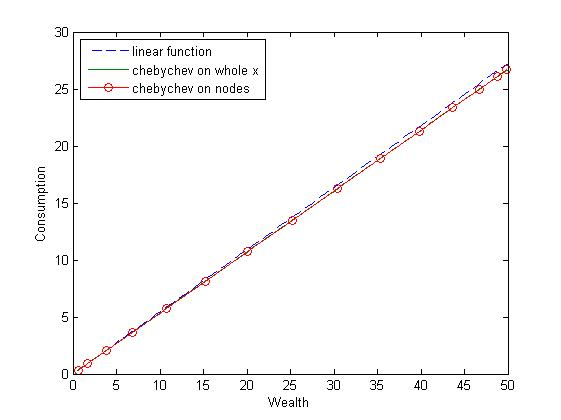 30
25
20
15
10
5
0
Consumption
linear function
chebychev on whole x
chebychev on nodes
0 5 10 15 20 25 30 35 40 45 50
Wealth